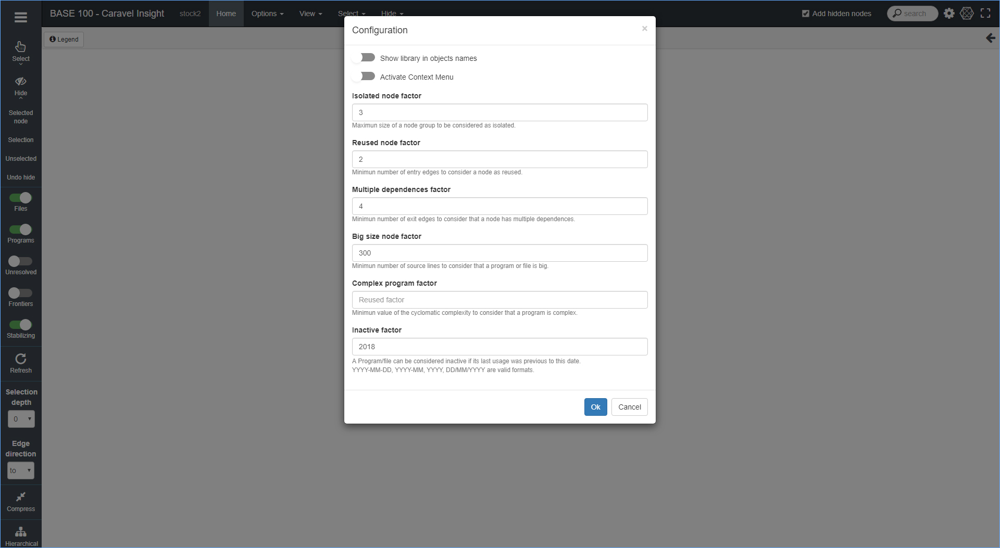 BASE 100 - Caravel Insight
stock2
Home
Options
View
Select
Hide
Add hidden nodes
search
Legend
Select
Hide
Selected
node
Selection
Unselected
Undo hide
Files
Programs
Unresolved
Frontiers
Stabilizing
Refresh
Selection
depth
0
Edge
direction
to
Compress
Hierarchical
Configuration
×
Show library in objects names
Activate Context Menu
Isolated node factor
3
Maximun size of a node group to be considered as isolated.
Reused node factor
2
Minimun number of entry edges to consider a node as reused.
Multiple dependences factor
4
Minimun number of exit edges to consider that a node has multiple dependences.
Big size node factor
300
Minimun number of source lines to consider that a program or file is big.
Complex program factor
Reused factor
Minimun value of the cyclomatic complexity to consider that a program is complex.
Inactive factor
2018
A Program/file can be considered inactive if its last usage was previous to this date.
YYYY-MM-DD, YYYY-MM, YYYY, DD/MM/YYYY are valid formats.
Ok
Cancel